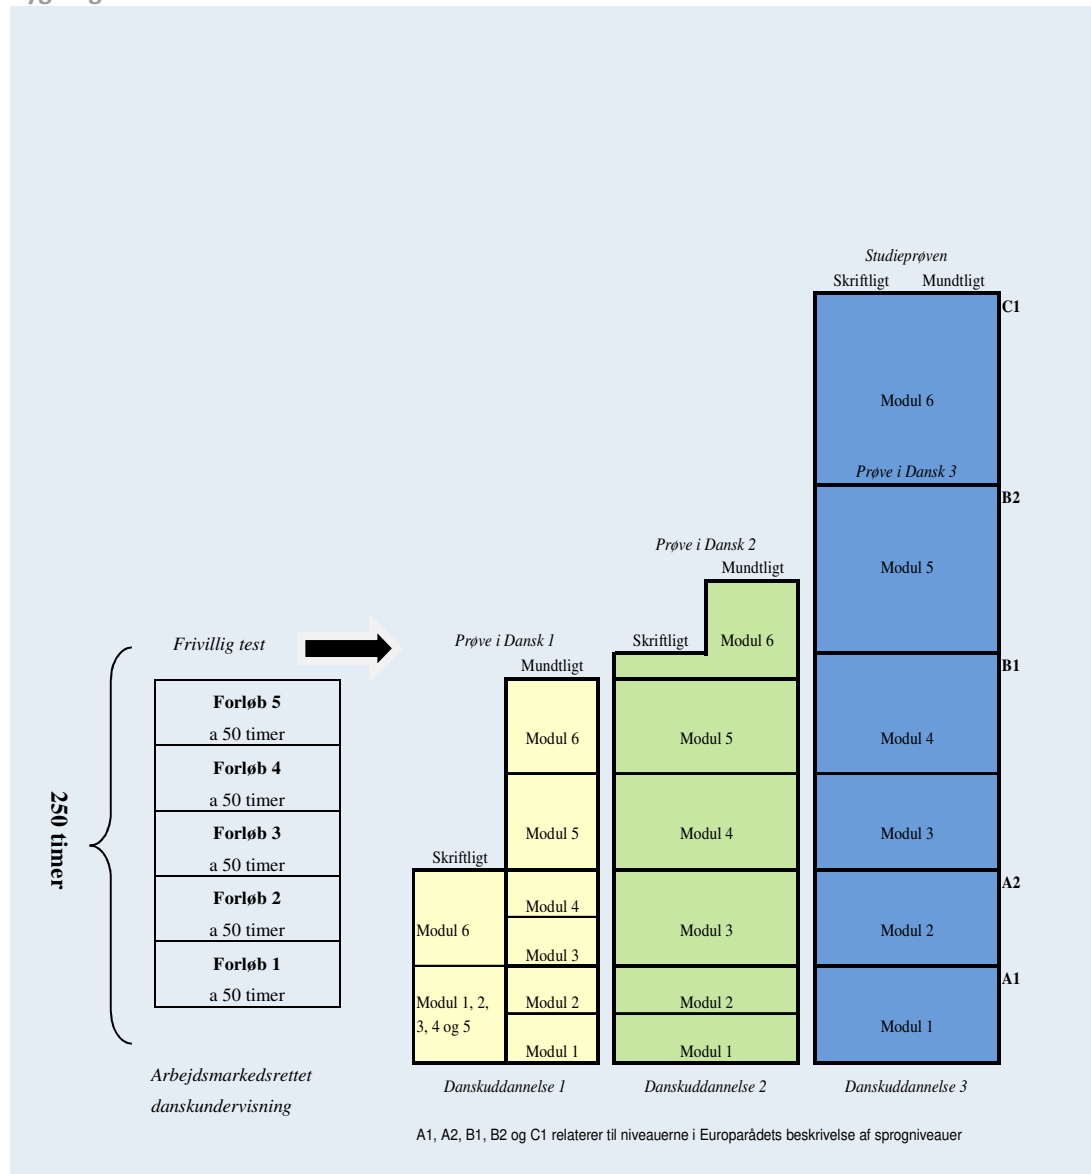 Studieprøven
Skriftligt Mundtligt
C1
Modul 6
Prøve i Dansk 3
B2
Modul 5
B1
Modul 4
Modul 3
A2
Modul 2
A1
Modul 1
Danskuddannelse 3
Prøve i Dansk 2
Mundtligt
Skriftligt
Modul 6
Modul 5
Modul 4
Modul 3
Modul 2
Modul 1
Danskuddannelse 2
Prøve i Dansk 1
Mundtligt
Modul 6
Modul 5
Skriftligt
Modul 4
Modul 6
Modul 3
Modul 1, 2,
3, 4 og 5
Modul 2
Modul 1
Danskuddannelse 1
Frivillig test
Forløb 5
a 50 timer
Forløb 4
a 50 timer
Forløb 3
a 50 timer
Forløb 2
a 50 timer
Forløb 1
a 50 timer
250 timer
Arbejdsmarkedsrettet
danskundervisning
A1, A2, B1, B2 og C1 relaterer til niveauerne i Europarådets beskrivelse af sprogniveauer